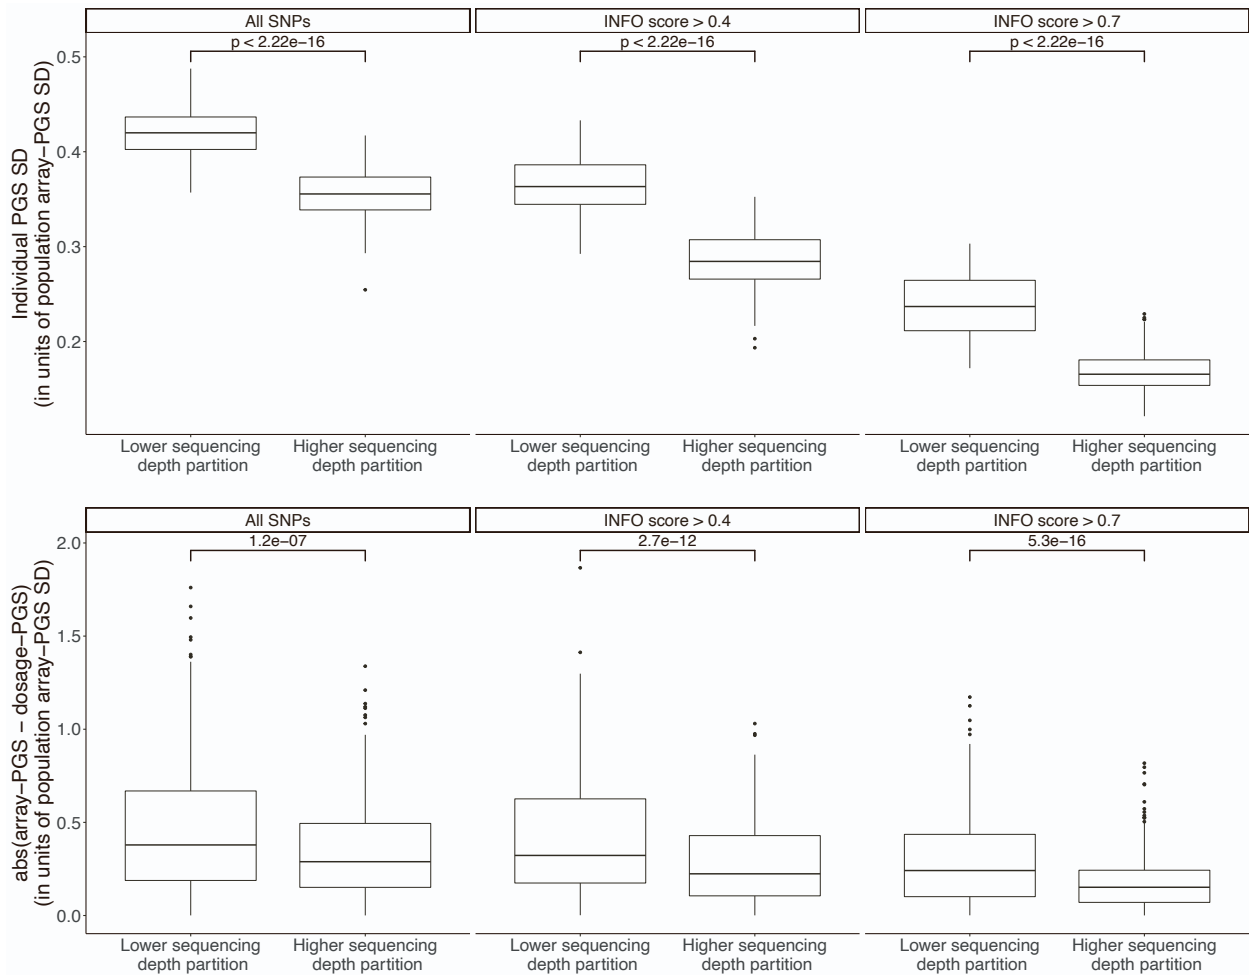 All SNPs
INFO score > 0.4
INFO score > 0.7
p < 2.22e−16
p < 2.22e−16
p < 2.22e−16
Individual PGS SD
(in units of population array−PGS SD)
0.5
0.4
0.3
0.2
Lower sequencing
depth partition
Higher sequencing
depth partition
Lower sequencing
depth partition
Higher sequencing
depth partition
Lower sequencing
depth partition
Higher sequencing
depth partition
All SNPs
INFO score > 0.4
INFO score > 0.7
1.2e−07
2.7e−12
5.3e−16
abs(array−PGS − dosage−PGS)
(in units of population array−PGS SD)
2.0
1.5
1.0
0.5
0.0
Lower sequencing
depth partition
Higher sequencing
depth partition
Lower sequencing
depth partition
Higher sequencing
depth partition
Lower sequencing
depth partition
Higher sequencing
depth partition